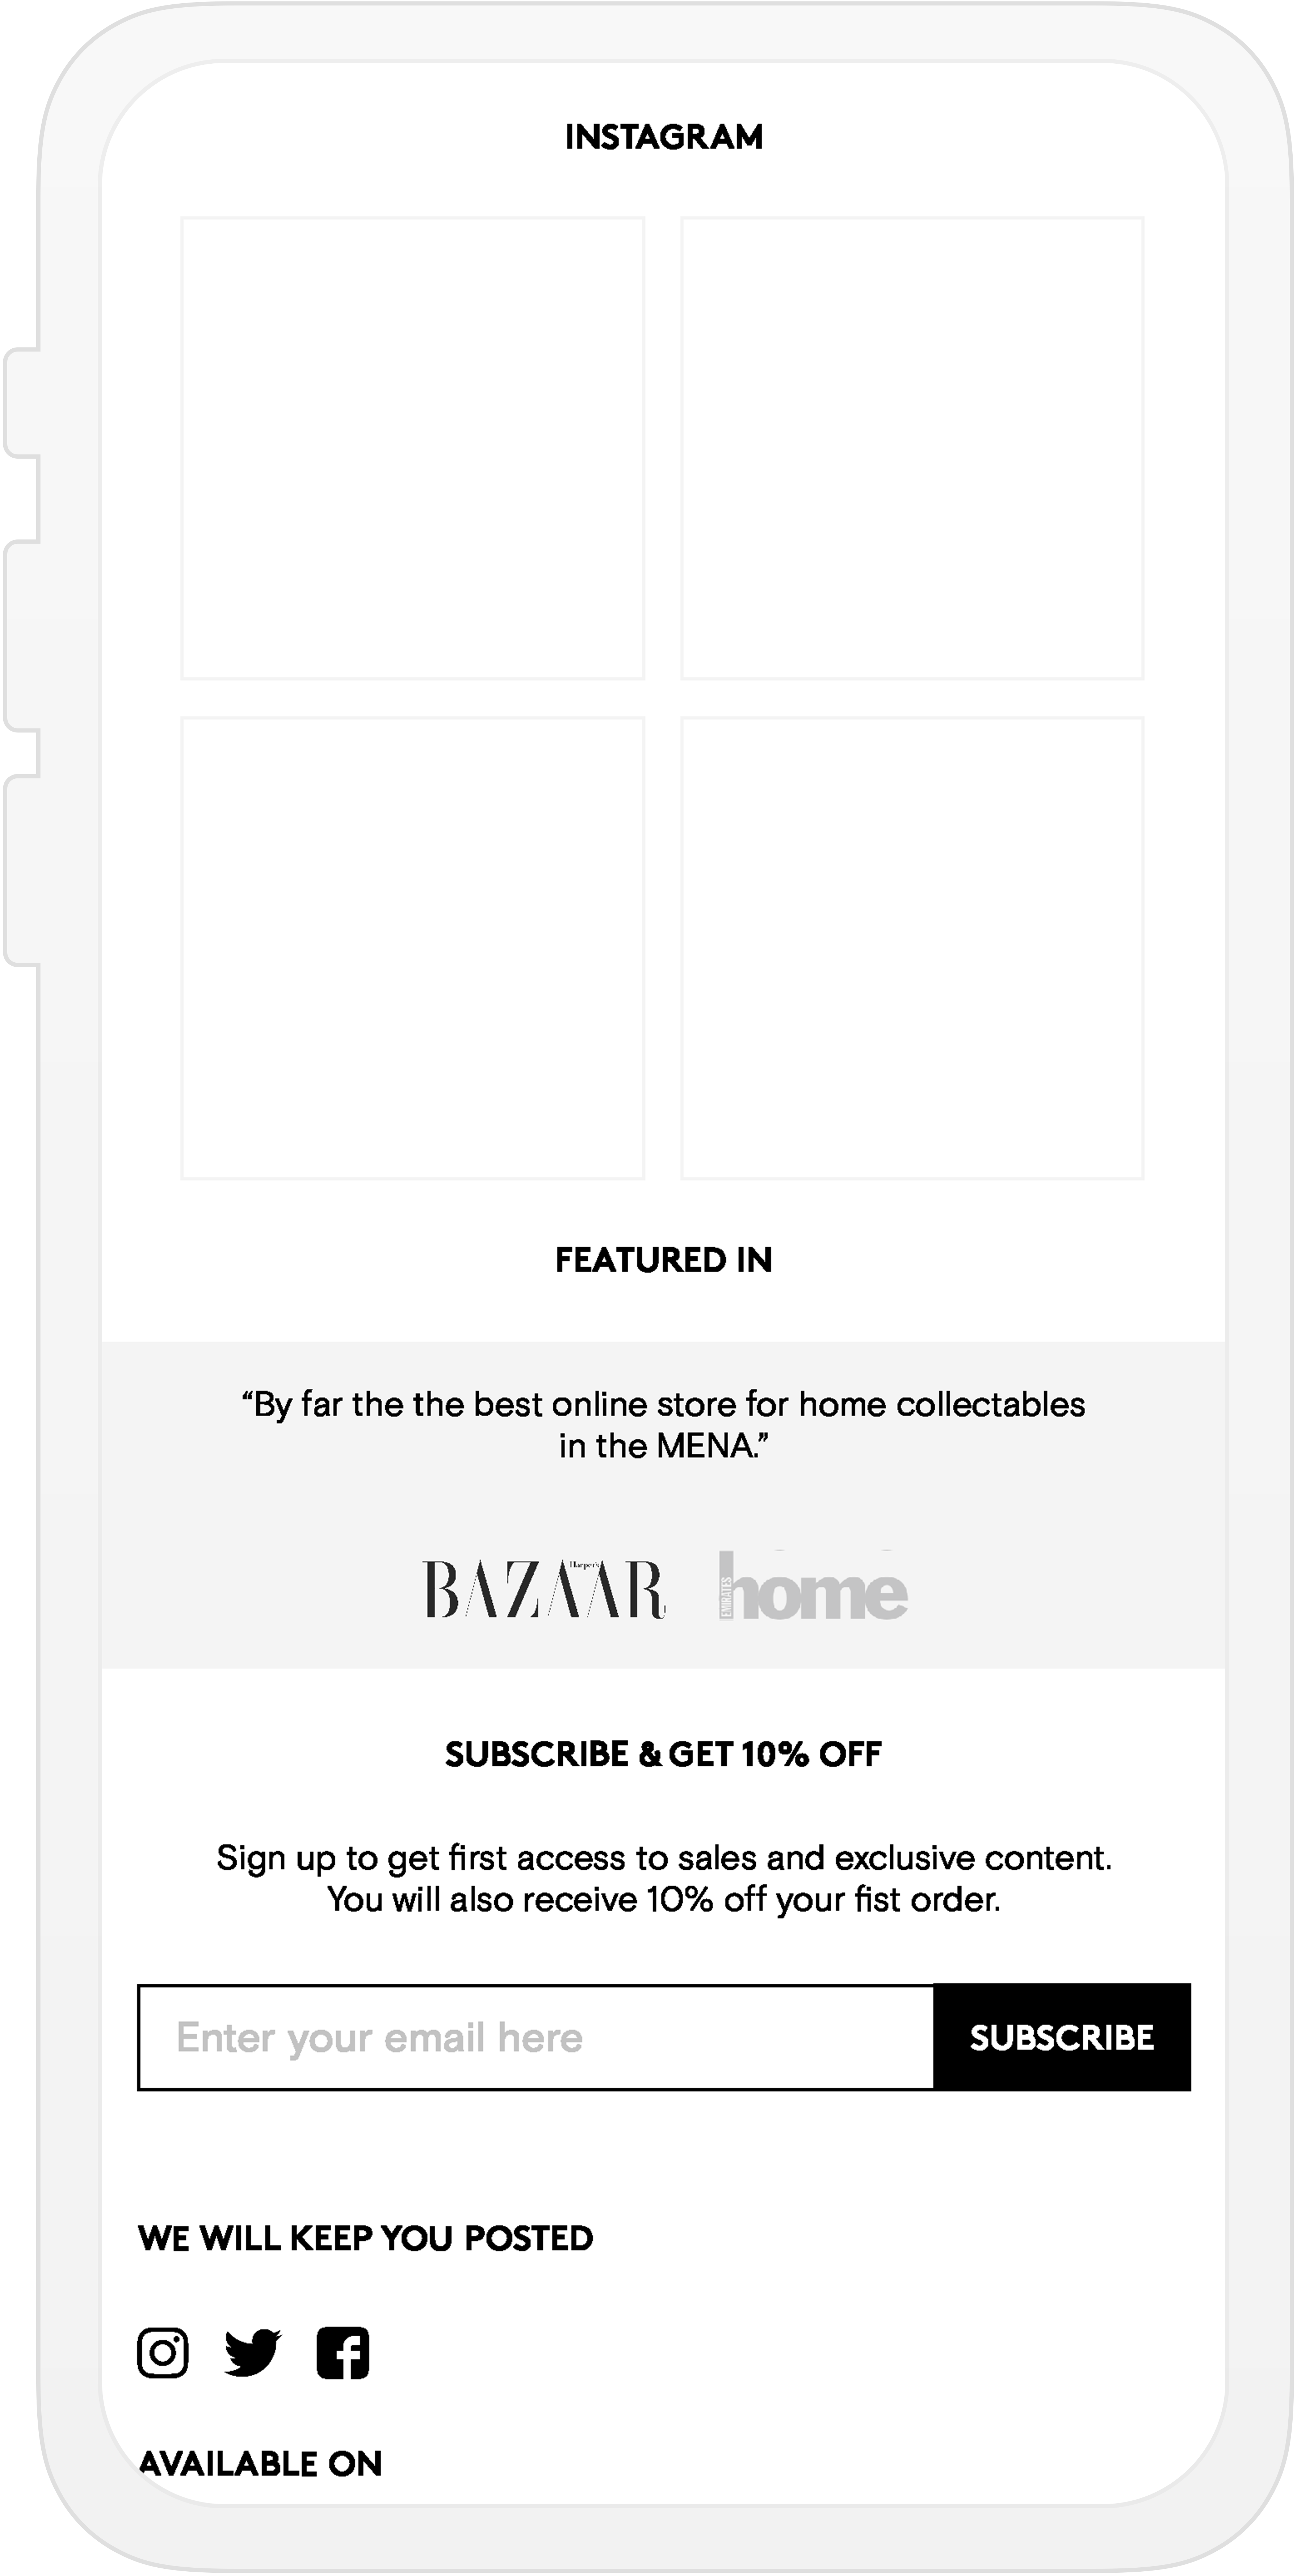 INSTAGRAM
FEATURED IN
“By far the the best online store for home collectables
in the MENA.”
Harper's
BAZAAR
EMIRATES
home
SUBSCRIBE & GET 10% OFF
Sign up to get first access to sales and exclusive content.
You will also receive 10% off your fist order.
Enter your email here
SUBSCRIBE
WE WILL KEEP YOU POSTED
AVAILABLE ON